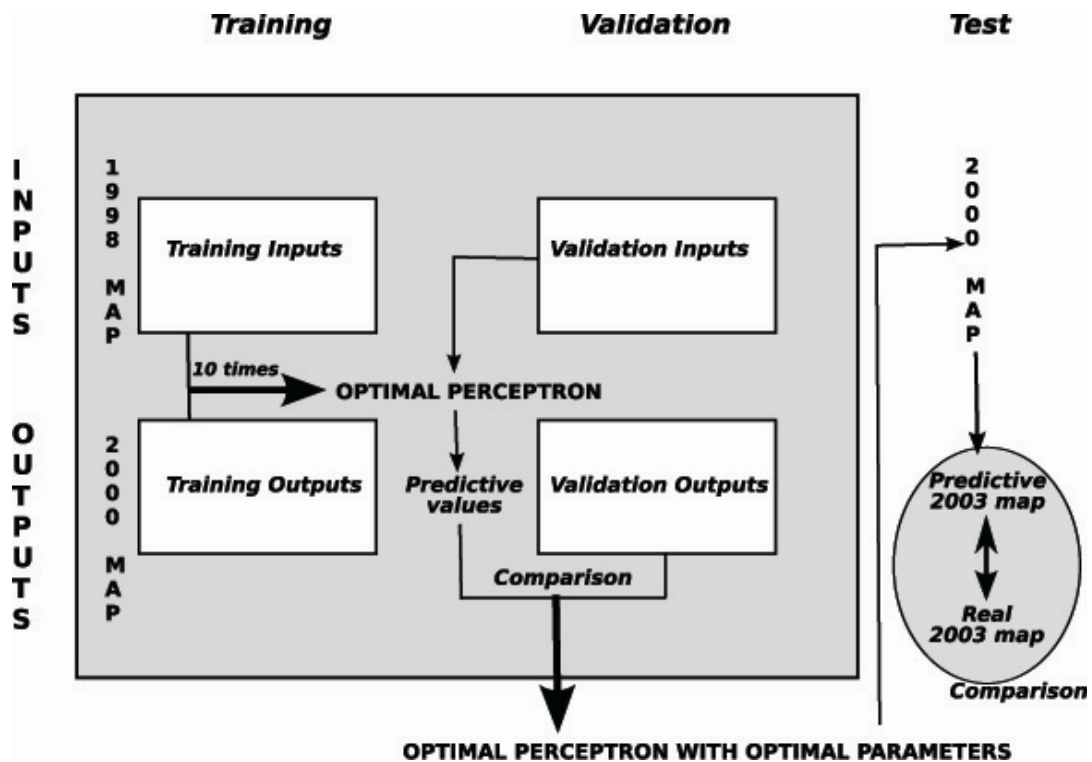 Training
Validation
Test
INPUTS
1998 MAP
Training Inputs
Validation Inputs
2000 MAP
10 times
OPTIMAL PERCEPTRON
OUTPUTS
2000 MAP
Training Outputs
Predictive
values
Validation Outputs
Comparison
Predictive
2003 map
Real
2003 map
Comparison
OPTIMAL PERCEPTRON WITH OPTIMAL PARAMETERS